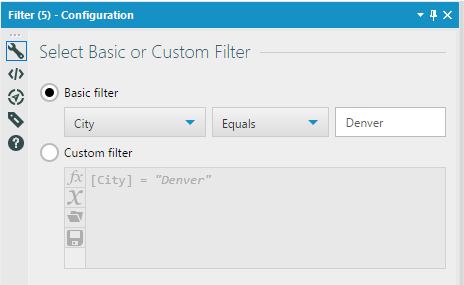 Filter (5) - Configuration
Select Basic or Custom Filter
Basic filter
City Equals Denver
Custom filter
fx [City] = "Denver"
X